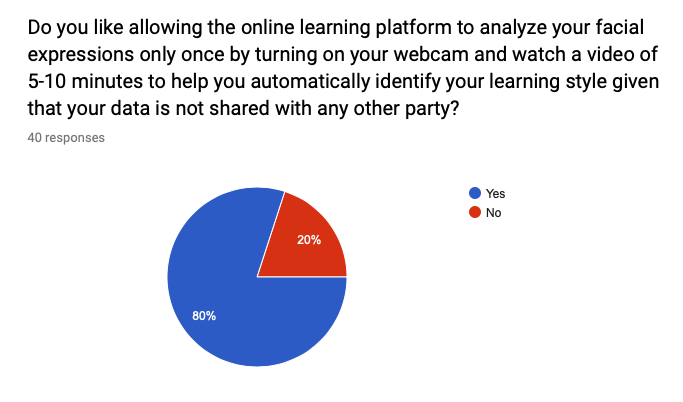 Do you like allowing the online learning platform to analyze your facial
expressions only once by turning on your webcam and watch a video of
5-10 minutes to help you automatically identify your learning style given
that your data is not shared with any other party?
40 responses
Yes
No
20%
80%